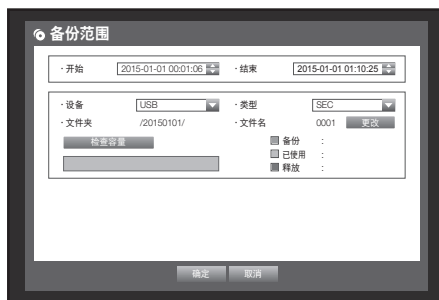 备份范围
· 开始 2015-01-01 00:01:06 · 结束 2015-01-01 01:10:25
· 设备 USB · 类型 SEC
· 文件夹 /20150101/ · 文件名 0001 更改
检查容量 备份 :
已使用 :
释放 :
确定 取消